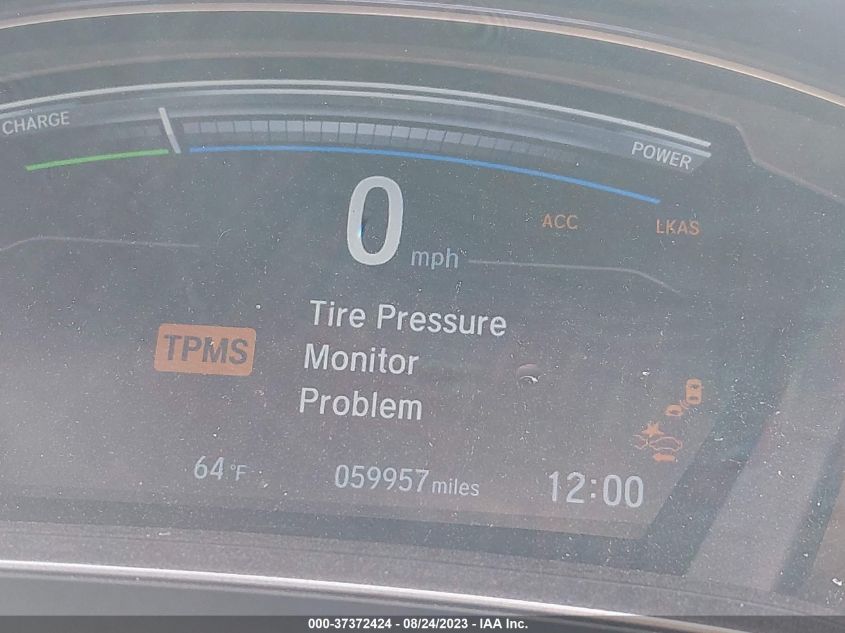 CHARGE
POWER
0 mph
ACC
LKAS
TPMS
Tire Pressure
Monitor
Problem
64°F
059957 miles
12:00
000-37372424 - 08/24/2023 - IAA Inc.